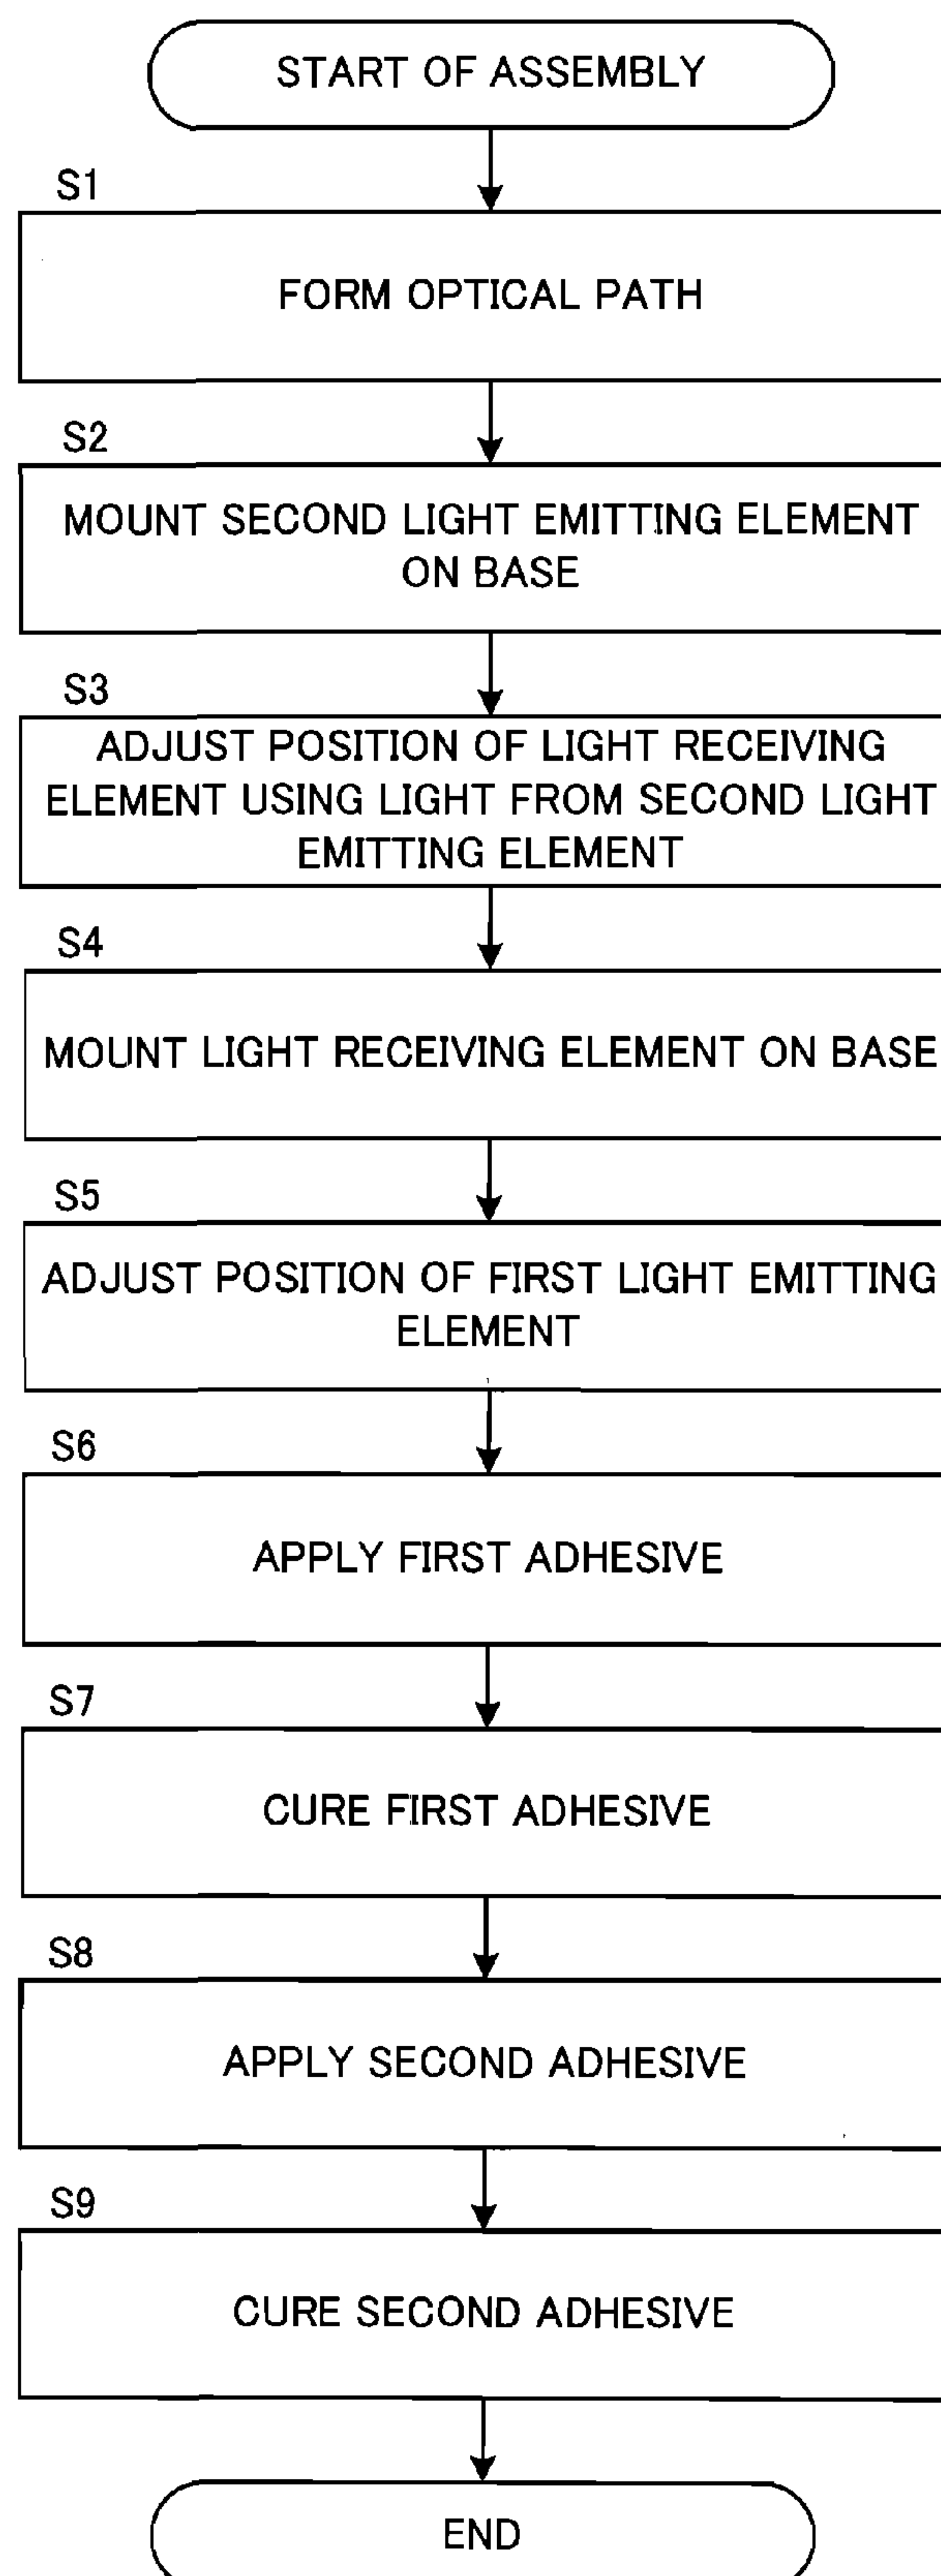 START OF ASSEMBLY
S1
FORM OPTICAL PATH
S2
MOUNT SECOND LIGHT EMITTING ELEMENT
ON BASE
S3
ADJUST POSITION OF LIGHT RECEIVING
ELEMENT USING LIGHT FROM SECOND LIGHT
EMITTING ELEMENT
S4
MOUNT LIGHT RECEIVING ELEMENT ON BASE
S5
ADJUST POSITION OF FIRST LIGHT EMITTING
ELEMENT
S6
APPLY FIRST ADHESIVE
S7
CURE FIRST ADHESIVE
S8
APPLY SECOND ADHESIVE
S9
CURE SECOND ADHESIVE
END